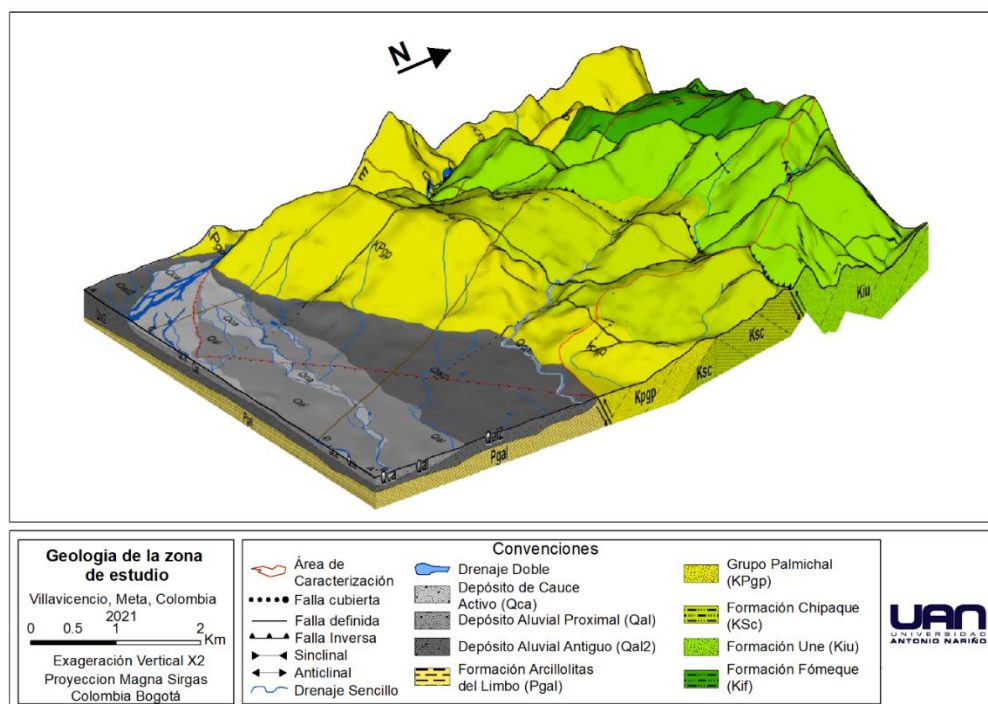 N
KPgp
Qca
Qal
Qal2
Kpgp
Ksc
Ksc
Kiu
Pgal
Qca
Qal
Qal2
Geologia de la zona
de estudio
Villavicencio, Meta, Colombia
2021
0 0.5 1 2
Km
Exageración Vertical X2
Proyeccion Magna Sirgas
Colombia Bogotá
Convenciones
Área de
Caracterización
Falla cubierta
Falla definida
Falla Inversa
Sinclinal
Anticlinal
Drenaje Sencillo
Drenaje Doble
Depósito de Cauce
Activo (Qca)
Depósito Aluvial Proximal (Qal)
Depósito Aluvial Antiguo (Qal2)
Formación Arcillolitas
del Limbo (Pgal)
Grupo Palmichal
(KPgp)
Formación Chipaque
(KSc)
Formación Une (Kiu)
Formación Fómeque
(Kif)
UAN
UNIVERSIDAD
ANTONIO NARIÑO